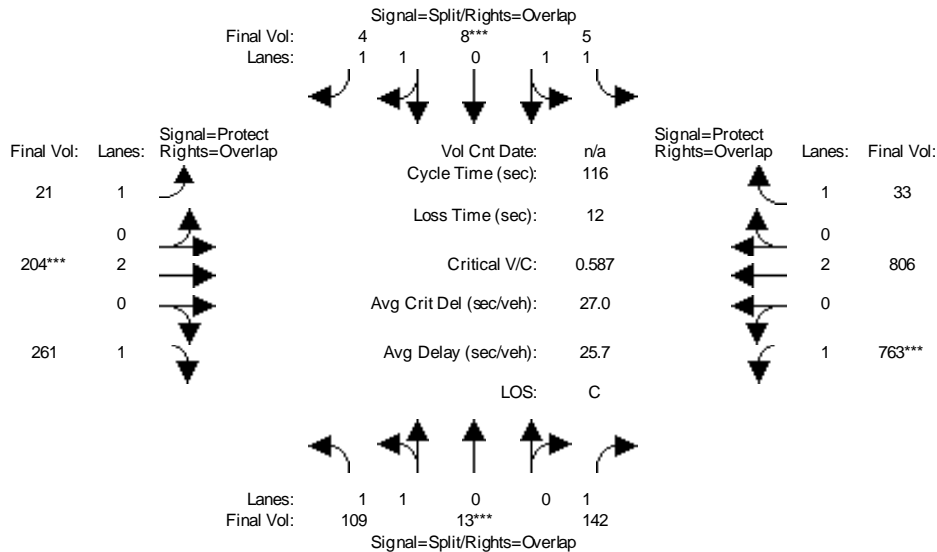 Signal=Split/Rights=Overlap
Final Vol: 4 8*** 5
Lanes: 1 1 0 1 1
Signal=Protect Signal=Protect
Final Vol: Lanes: Rights=Overlap Vol Cnt Date: n/a Rights=Overlap Lanes: Final Vol:
Cycle Time (sec): 116
21 1 1 33
Loss Time (sec): 12
0 0
204*** 2 Critical V/C: 0.587 2 806
0 Avg Crit Del (sec/veh): 27.0 0
261 1 Avg Delay (sec/veh): 25.7 1 763***
LOS: C
Lanes: 1 1 0 0 1
Final Vol: 109 13*** 142
Signal=Split/Rights=Overlap